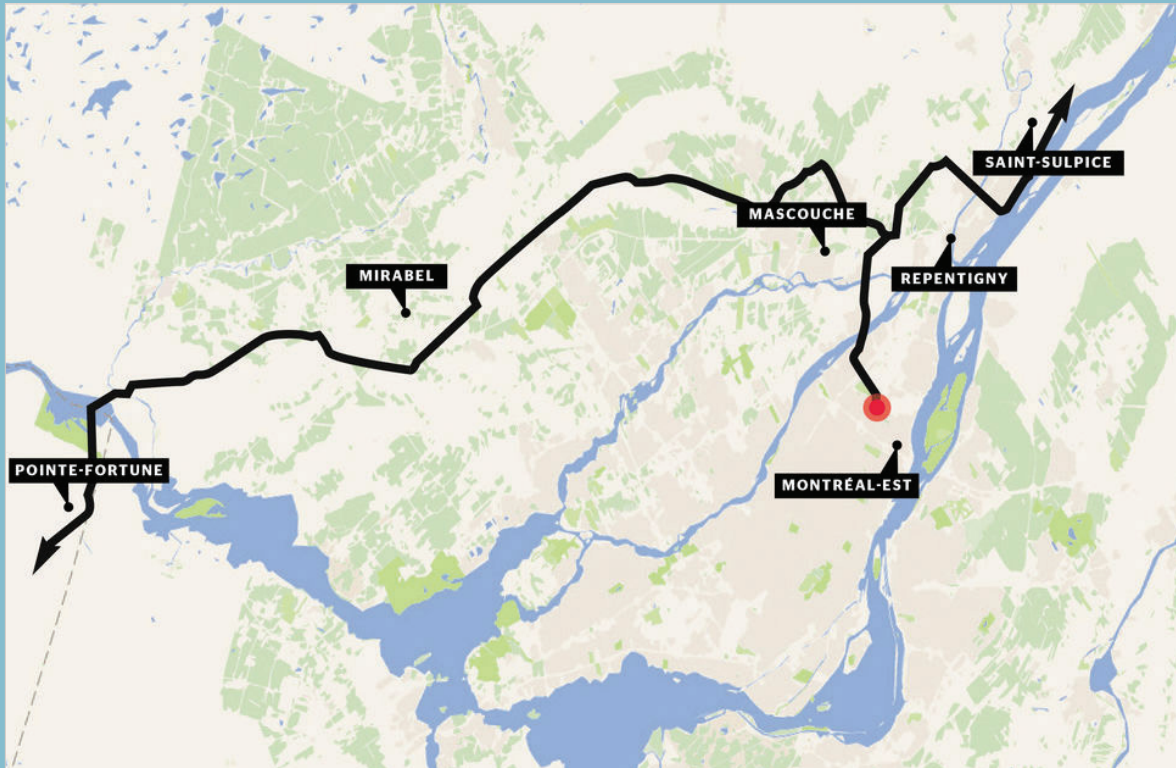 SAINT-SULPICE
MASCOUCHE
MIRABEL
REPENTIGNY
POINTE-FORTUNE
MONTRÉAL-EST